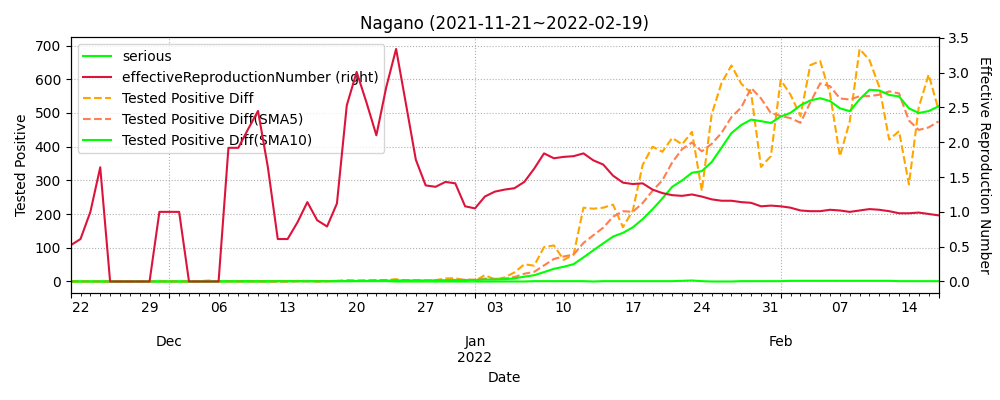 Nagano (2021-11-21~2022-02-19)
serious
effectiveReproductionNumber (right)
Tested Positive Diff
Tested Positive Diff(SMA5)
Tested Positive Diff(SMA10)
Tested Positive
700
600
500
400
300
200
100
0
3.5
3.0
2.5
2.0
1.5
1.0
0.5
0.0
Effective Reproduction Number
22 29 06 13 20 27 03 10 17 24 31 07 14
Dec Jan Feb
2022
Date